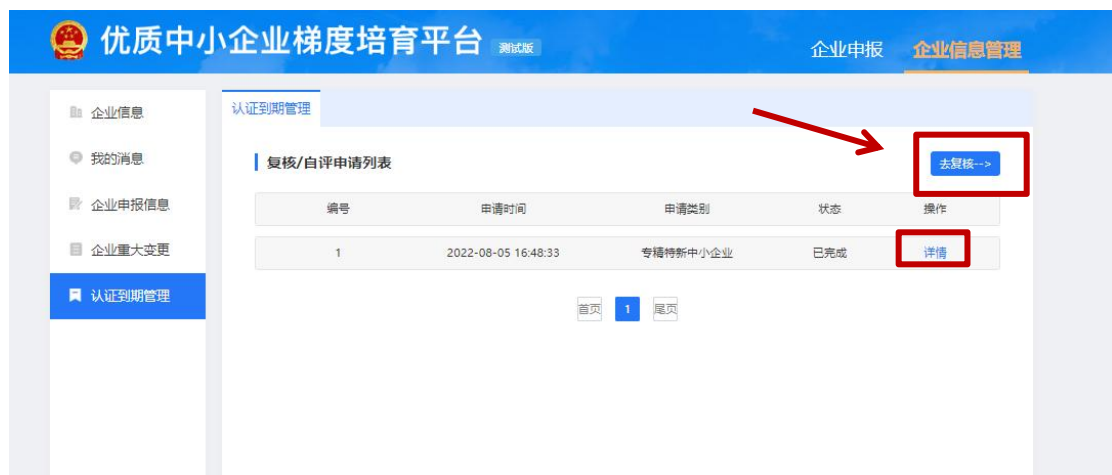 优质中小企业梯度培育平台 测试版 企业申报 企业信息管理
企业信息
我的消息
企业申报信息
企业重大变更
认证到期管理
认证到期管理
复核/自评申请列表 去复核-->
编号 申请时间 申请类别 状态 操作
1 2022-08-05 16:48:33 专精特新中小企业 已完成 详情
首页 1 尾页